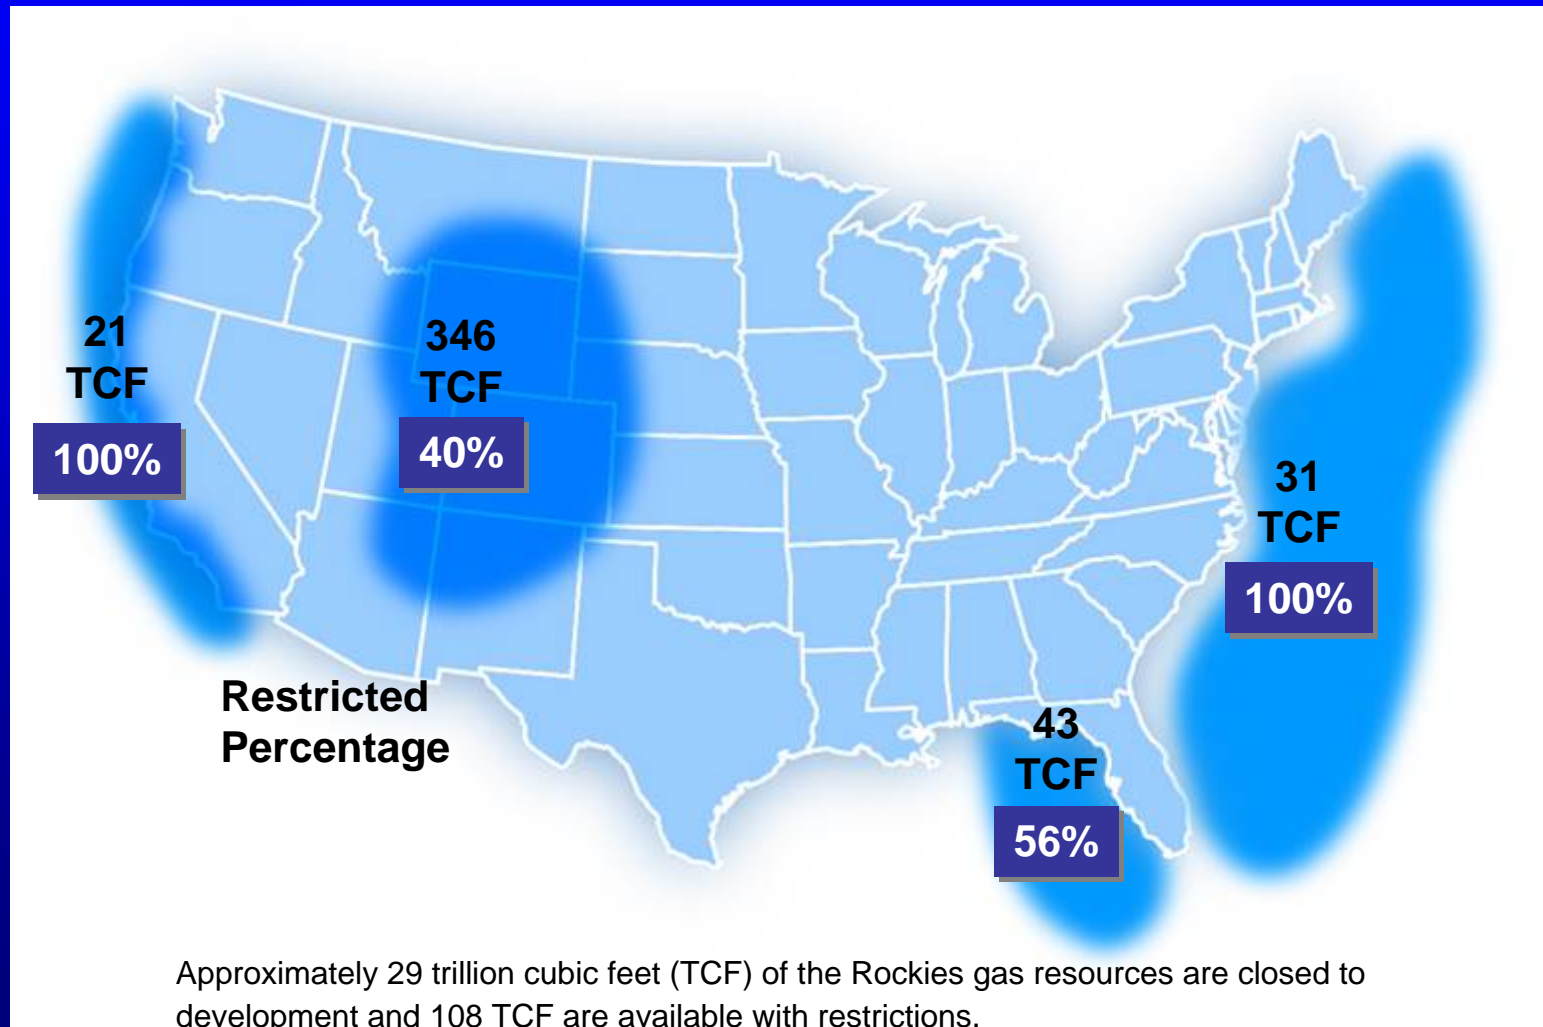 21
TCF
100%
346
TCF
40%
31
TCF
100%
Restricted
Percentage
43
TCF
56%
Approximately 29 trillion cubic feet (TCF) of the Rockies gas resources are closed to
development and 108 TCF are available with restrictions.